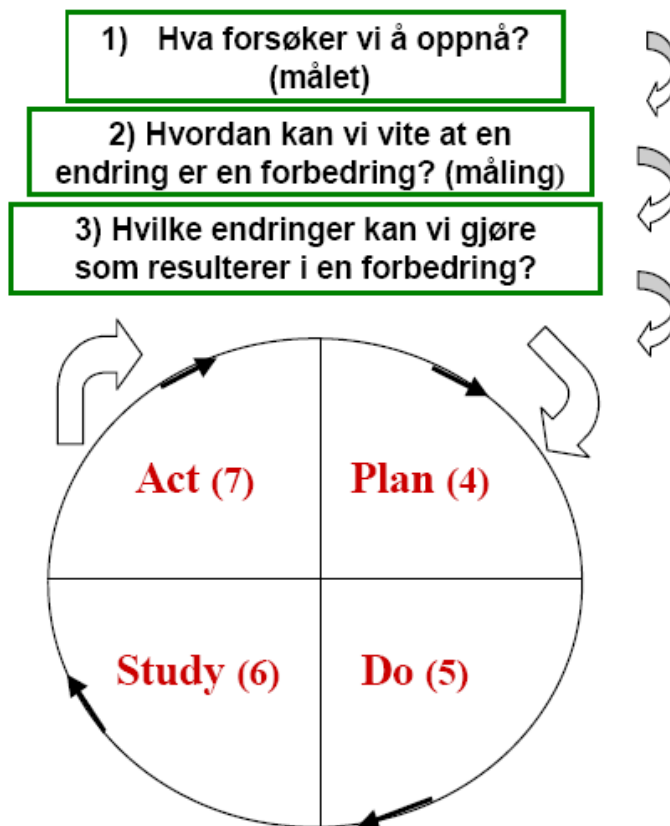 1) Hva forsøker vi å oppnå?
(målet)
2) Hvordan kan vi vite at en
endring er en forbedring? (måling)
3) Hvilke endringer kan vi gjøre
som resulterer i en forbedring?
Act (7)
Plan (4)
Study (6)
Do (5)